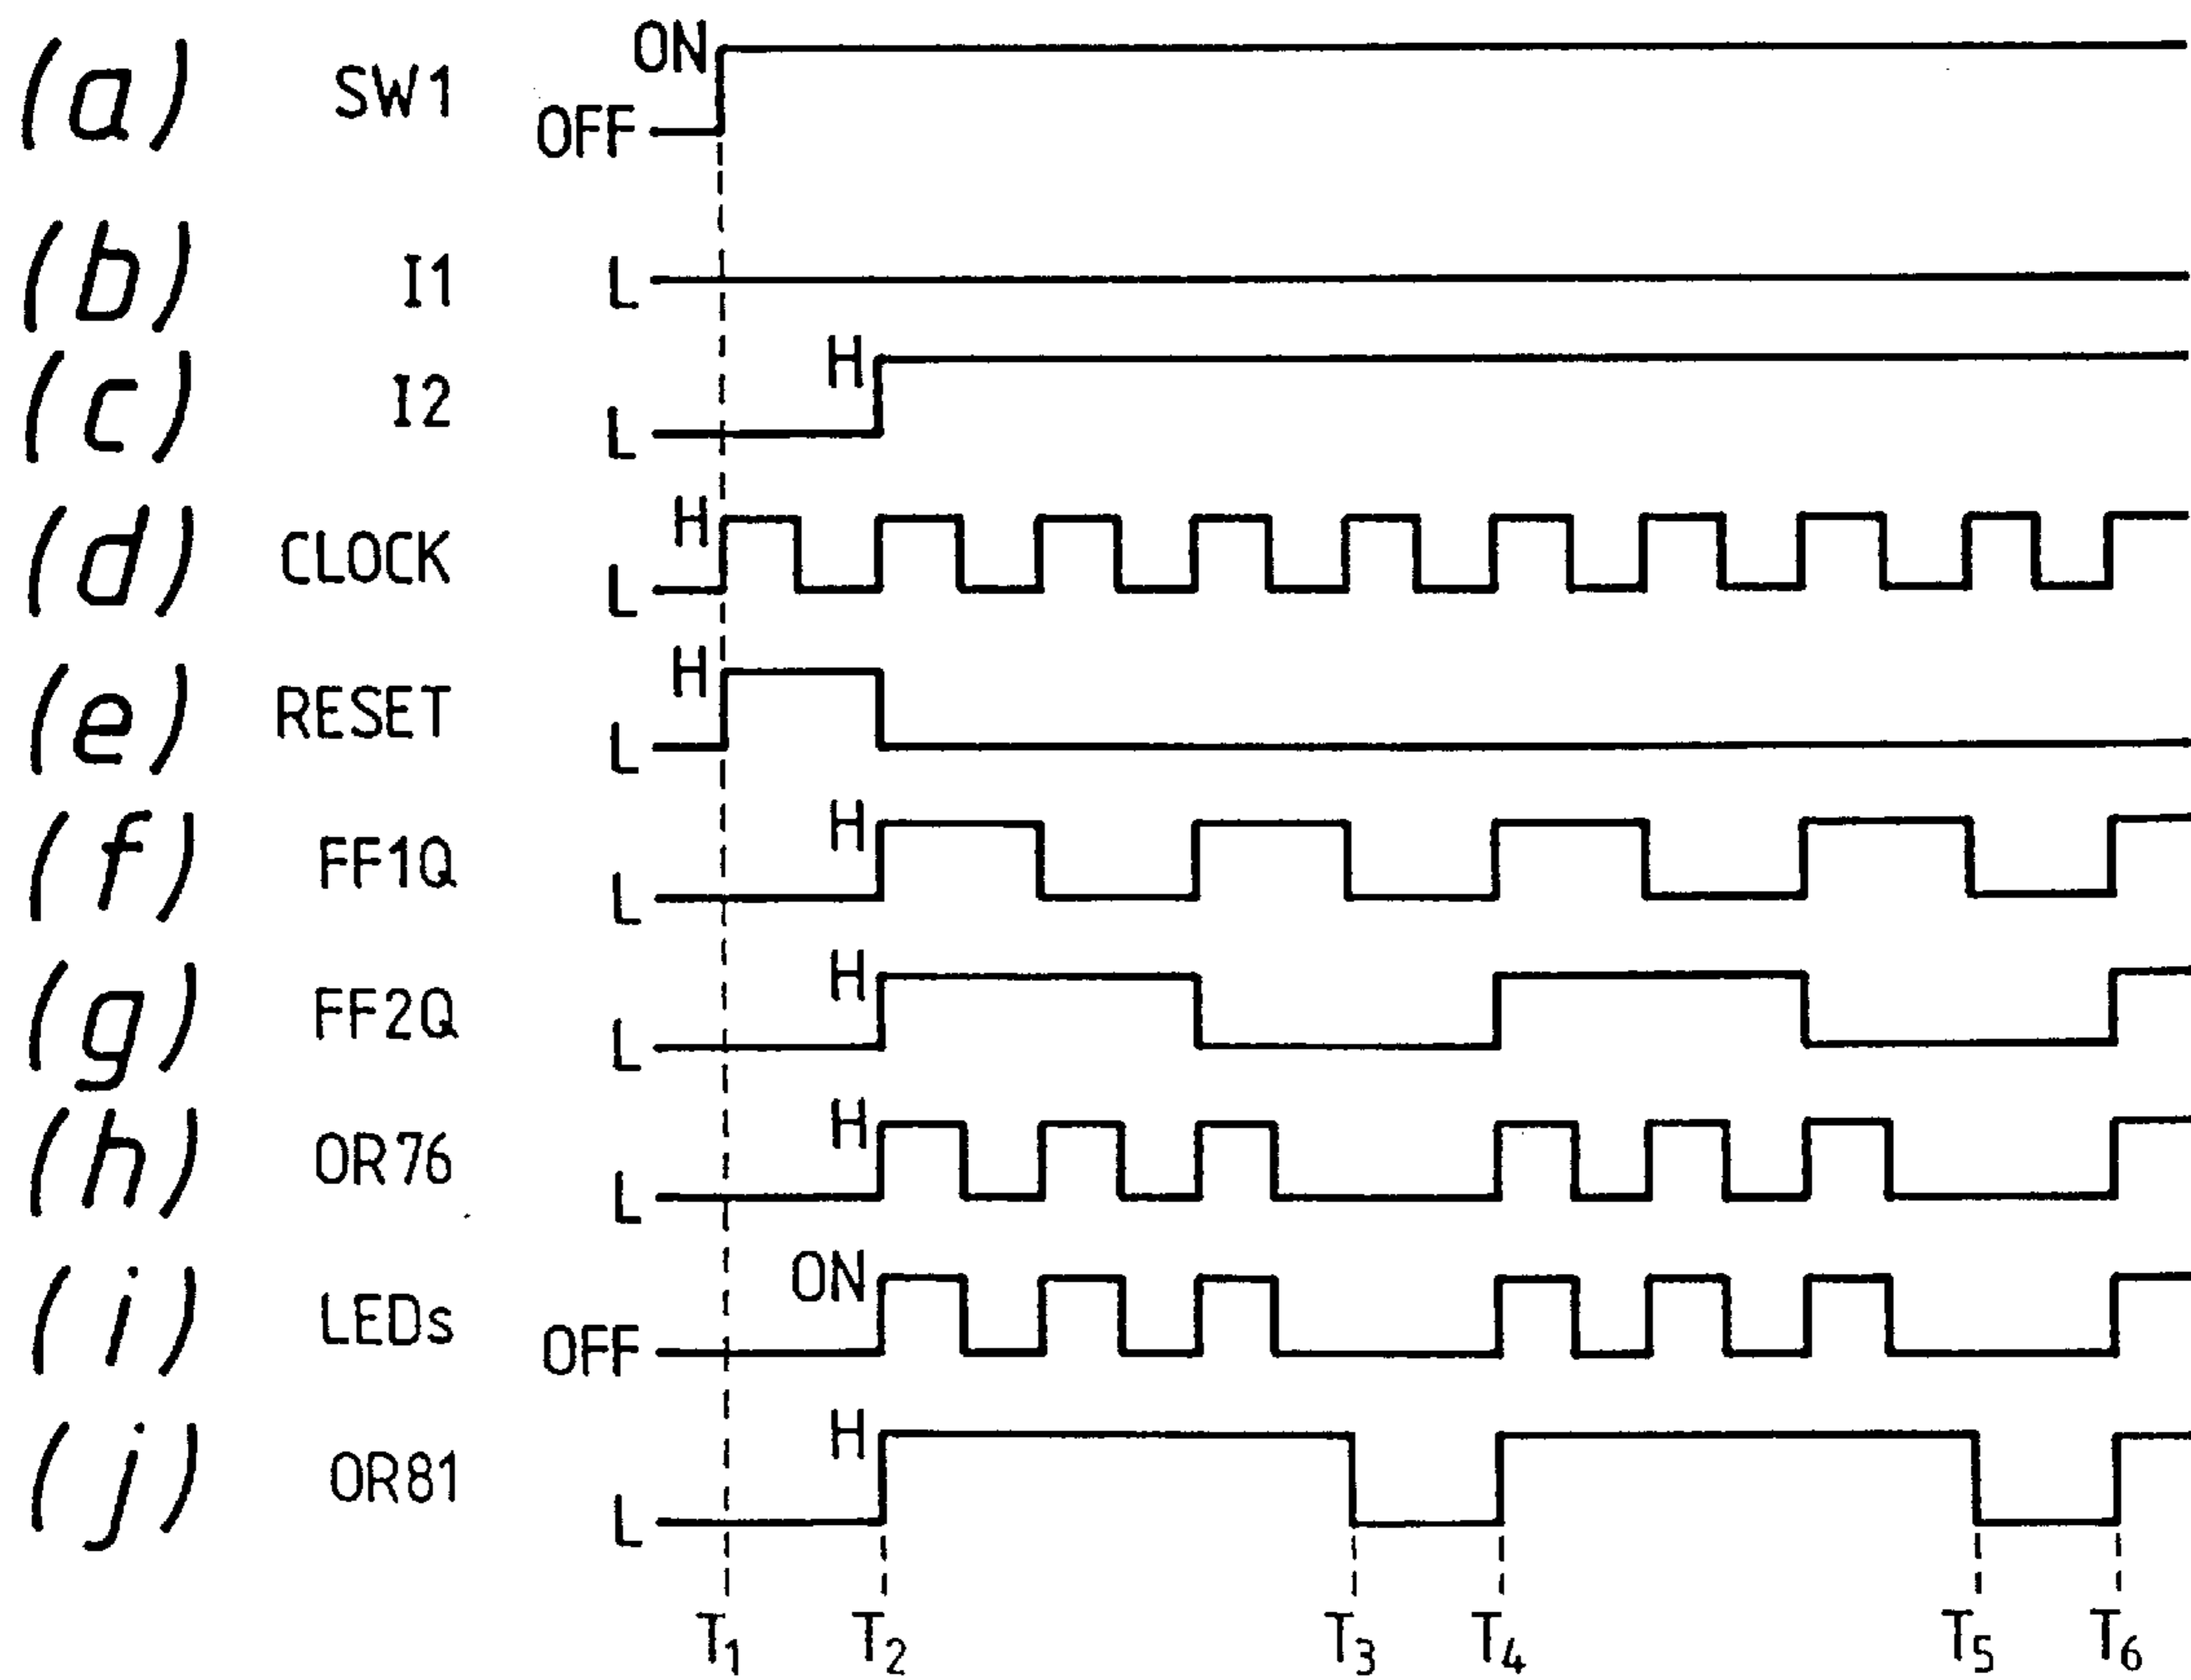 (a) SW1 ON OFF
(b) I1 L
(c) I2 H L
(d) CLOCK H L
(e) RESET H L
(f) FF1Q H L
(g) FF2Q H L
(h) OR76 H L
(i) LEDs ON OFF
(j) OR81 H L
T1 T2 T3 T4 T5 T6